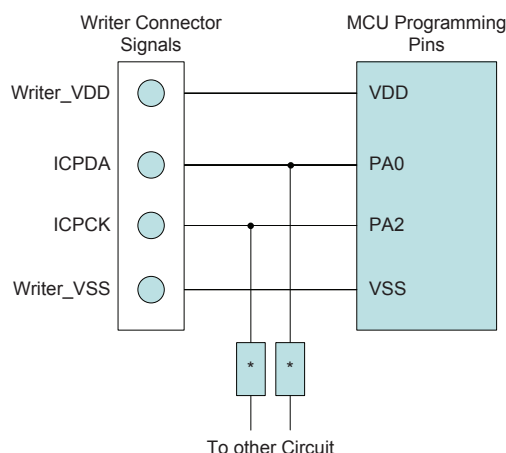 Writer Connector
Signals
MCU Programming
Pins
Writer_VDD
VDD
ICPDA
PA0
ICPCK
PA2
Writer_VSS
VSS
*
*
To other Circuit